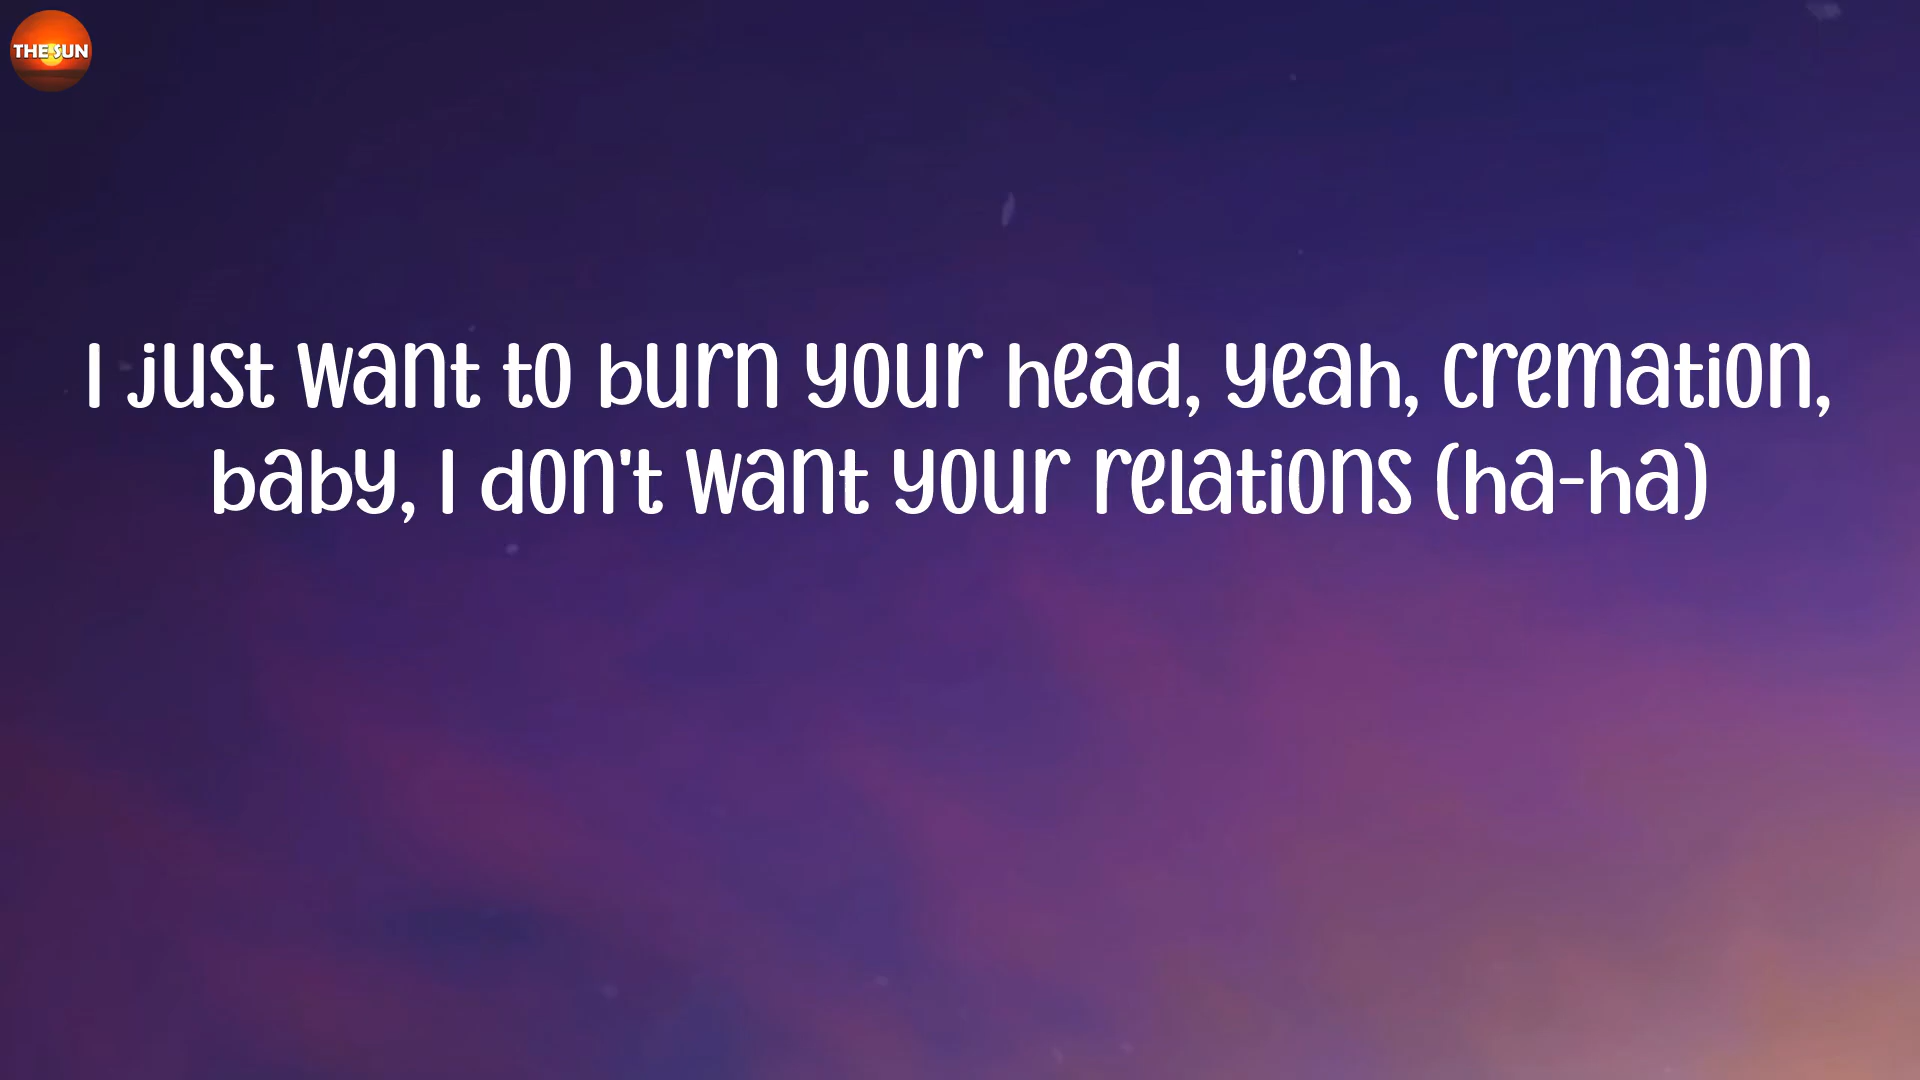 THE SUN
I just want to burn your head, yeah, cremation,
baby, I don't want your relations (ha-ha)